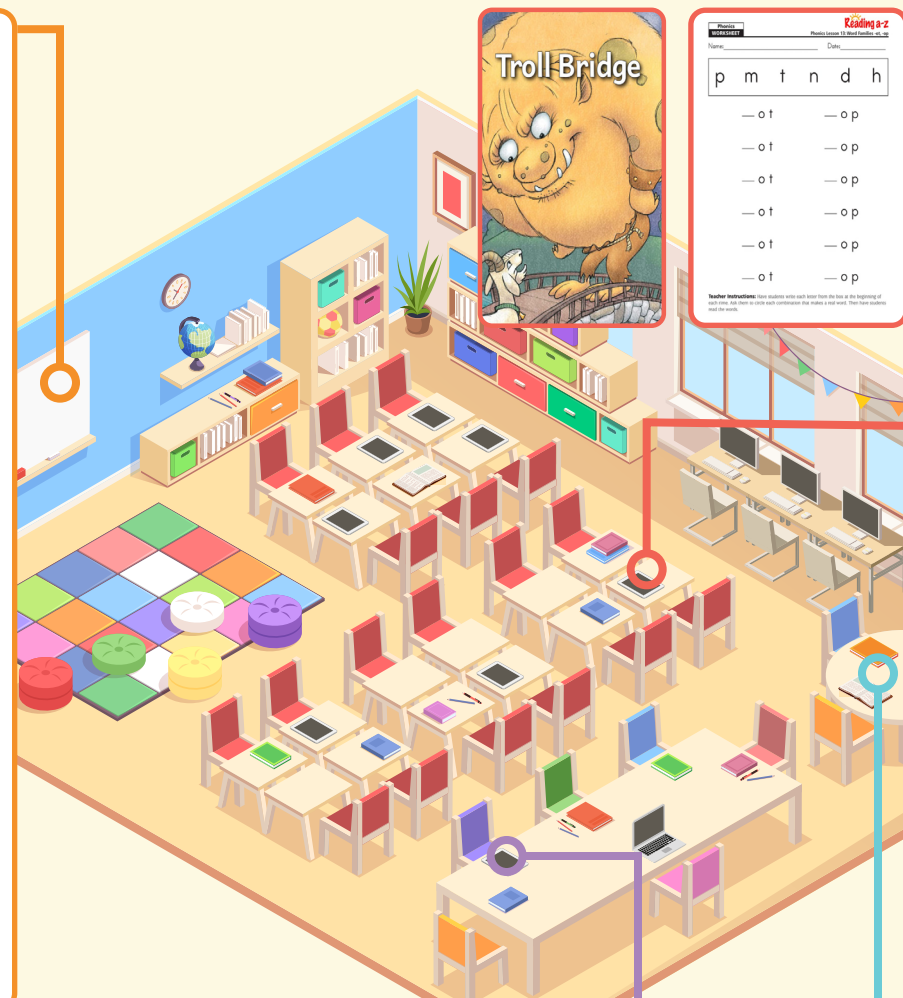 Troll Bridge
Reading a-z
Phonics
WORKSHEET
Phonics Lesson 13: Word Families -ot, -op
Name: Date:
p m t n d h
ot op
ot op
ot op
ot op
ot op
ot op
Teacher Instructions: Have students write each letter from the box at the beginning of
each time. Ask them to circle each combination that makes a real word. Then have students
read the words.